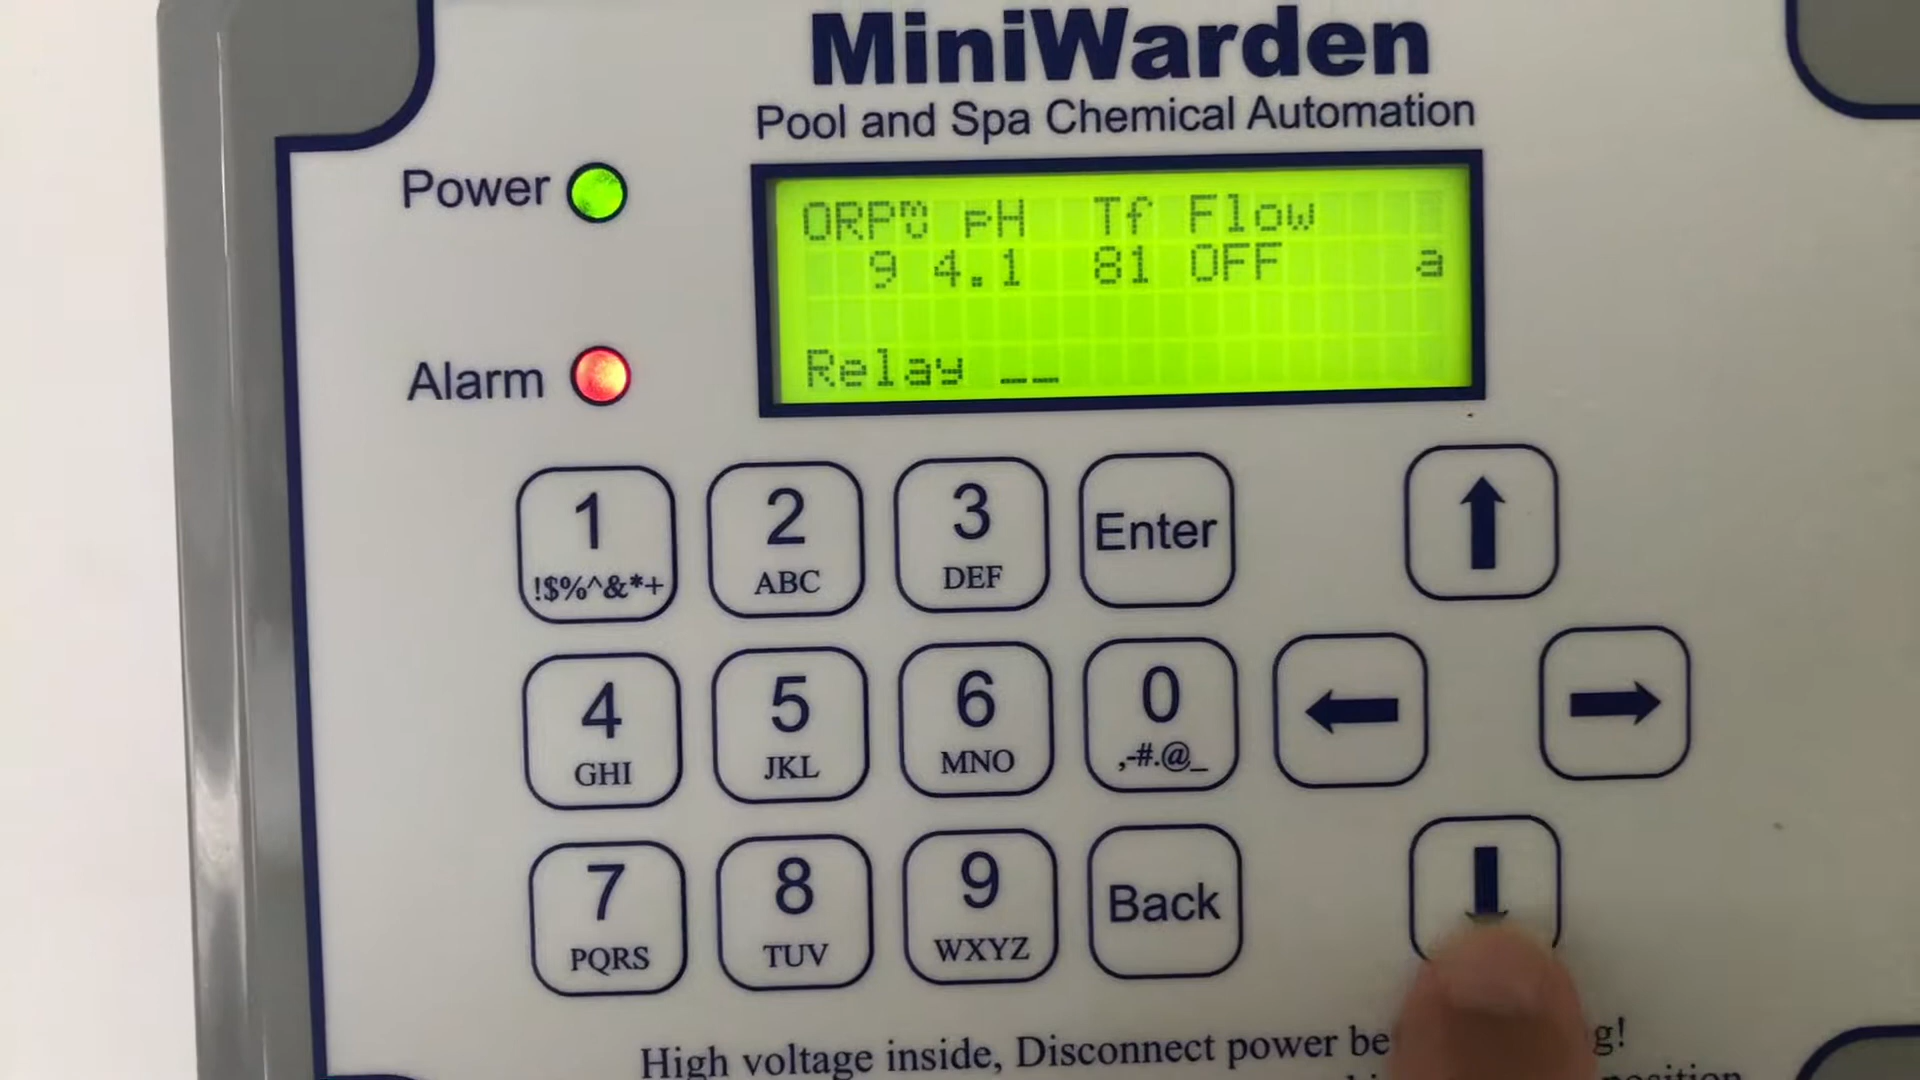 MiniWarden
Pool and Spa Chemical Automation
Power
ORPmv pH Tf Flow
9 4.1 81 OFF a
Alarm
Relay __
1 2 3 Enter
!$%^&*+ ABC DEF
4 5 6 0
GHI JKL MNO ,-#.@_
7 8 9 Back
PQRS TUV WXYZ
High voltage inside, Disconnect power